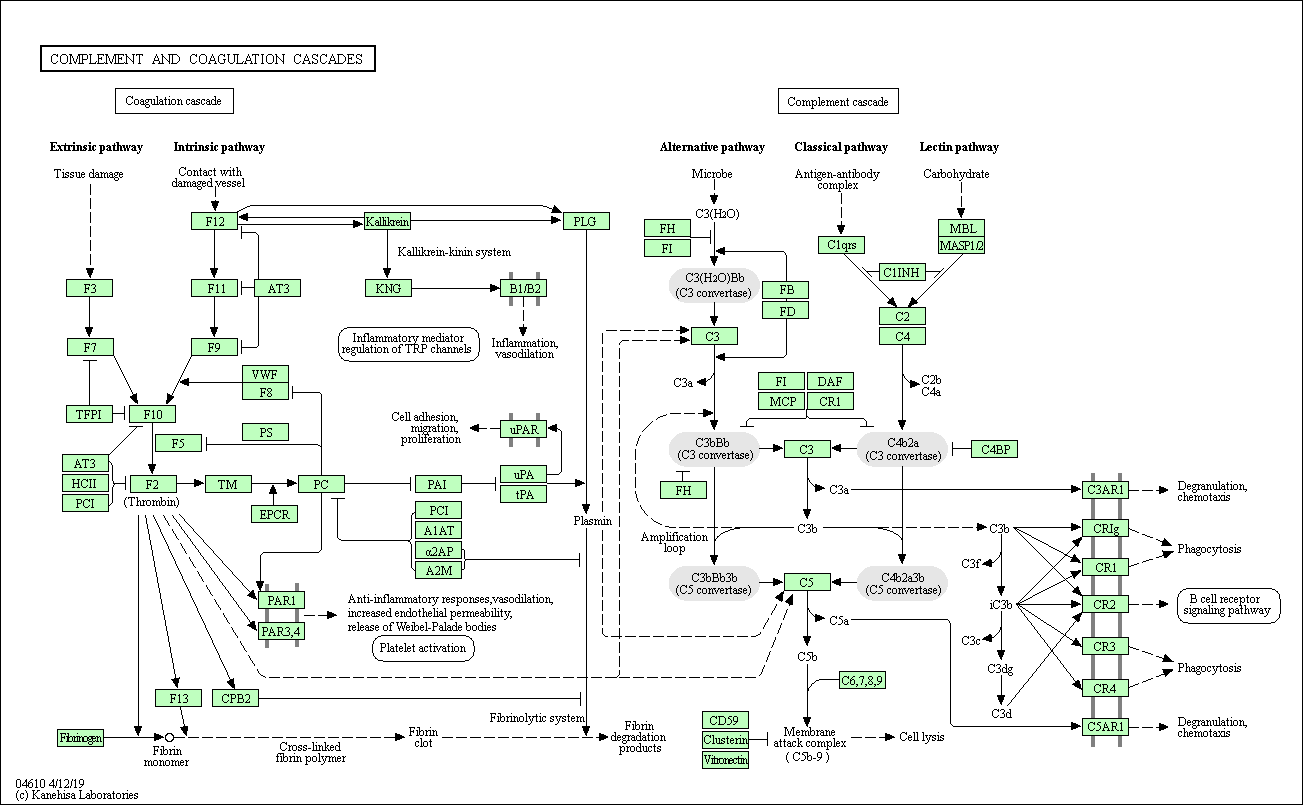 COMPLEMENT AND COAGULATION CASCADES
Coagulation cascade
Complement cascade
Extrinsic pathway
Intrinsic pathway
Alternative pathway
Classical pathway
Lectin pathway
Tissue damage
Contact with
damaged vessel
Microbe
Antigen-antibody
complex
Carbohydrate
F12
Kallikrein
PLG
C3(H2O)
FH
FI
C1qrs
MBL
MASP1/2
Kallikrein-kinin system
C1INH
F3
F11
AT3
KNG
B1/B2
C3(H2O)Bb
(C3 convertase)
FB
FD
C2
C4
F7
F9
Inflammatory mediator
regulation of TRP channels
Inflammation,
vasodilation
C3
VWF
F8
C3a
FI
DAF
MCP
CR1
C2b
C4a
TFPI
F10
F5
PS
Cell adhesion,
migration,
proliferation
uPAR
C3bBb
(C3 convertase)
C3
C4b2a
(C3 convertase)
C4BP
AT3
HCII
PCI
F2
(Thrombin)
TM
EPCR
PC
PAI
uPA
tPA
FH
C3a
C3AR1
Degranulation,
chemotaxis
PCI
A1AT
α2AP
A2M
Plasmin
Amplification
loop
C3b
C3b
CRIg
Phagocytosis
C3f
CR1
C3bBb3b
(C5 convertase)
C5
C4b2a3b
(C5 convertase)
PAR1
PAR3,4
Anti-inflammatory responses,vasodilation,
increased endothelial permeability,
release of Weibel-Palade bodies
Platelet activation
iC3b
CR2
B cell receptor
signaling pathway
C5a
C3c
CR3
C5b
C3dg
Phagocytosis
C6,7,8,9
CR4
F13
CPB2
C3d
Fibrinolytic system
CD59
Clusterin
Vitronectin
C5AR1
Degranulation,
chemotaxis
Fibrinogen
Fibrin
monomer
Cross-linked
fibrin polymer
Fibrin
clot
Fibrin
degradation
products
Membrane
attack complex
(C5b-9)
Cell lysis
04610 4/12/19
(c) Kanehisa Laboratories